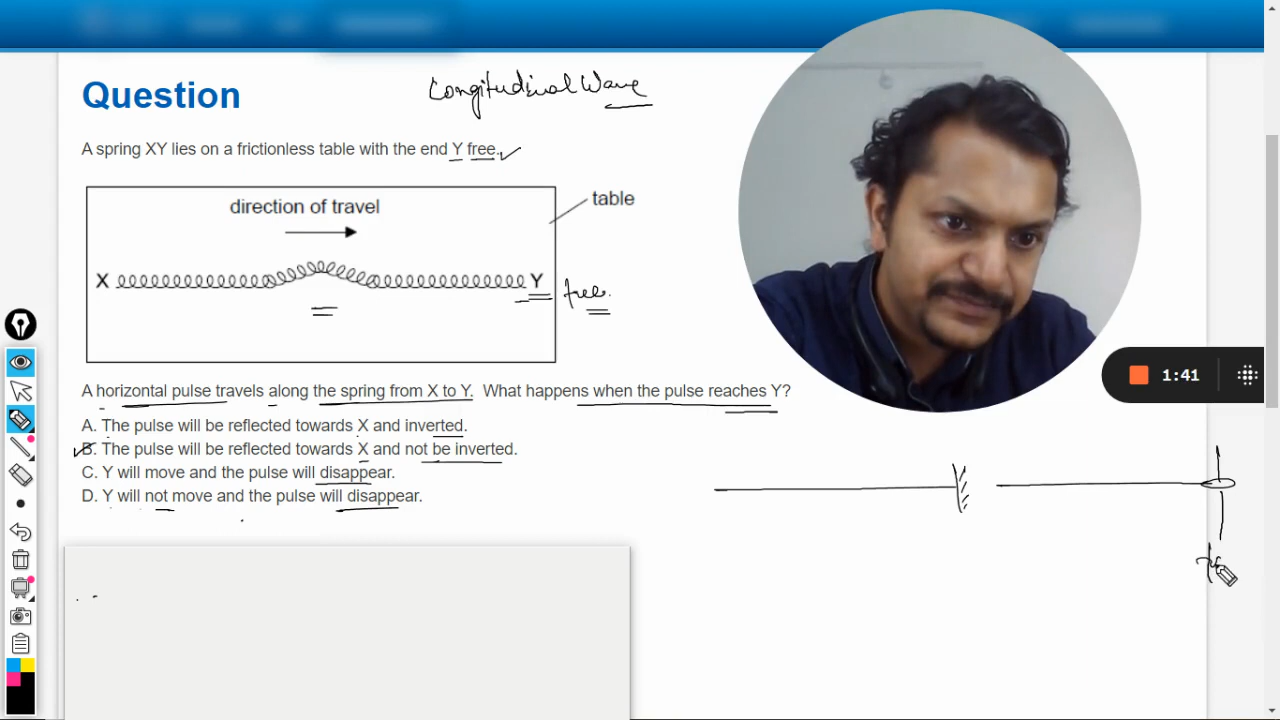 Question
Longitudinal Wave
A spring XY lies on a frictionless table with the end Y free.
direction of travel
table
X
Y
free.
A horizontal pulse travels along the spring from X to Y. What happens when the pulse reaches Y?
A. The pulse will be reflected towards X and inverted.
B. The pulse will be reflected towards X and not be inverted.
C. Y will move and the pulse will disappear.
D. Y will not move and the pulse will disappear.
1:41